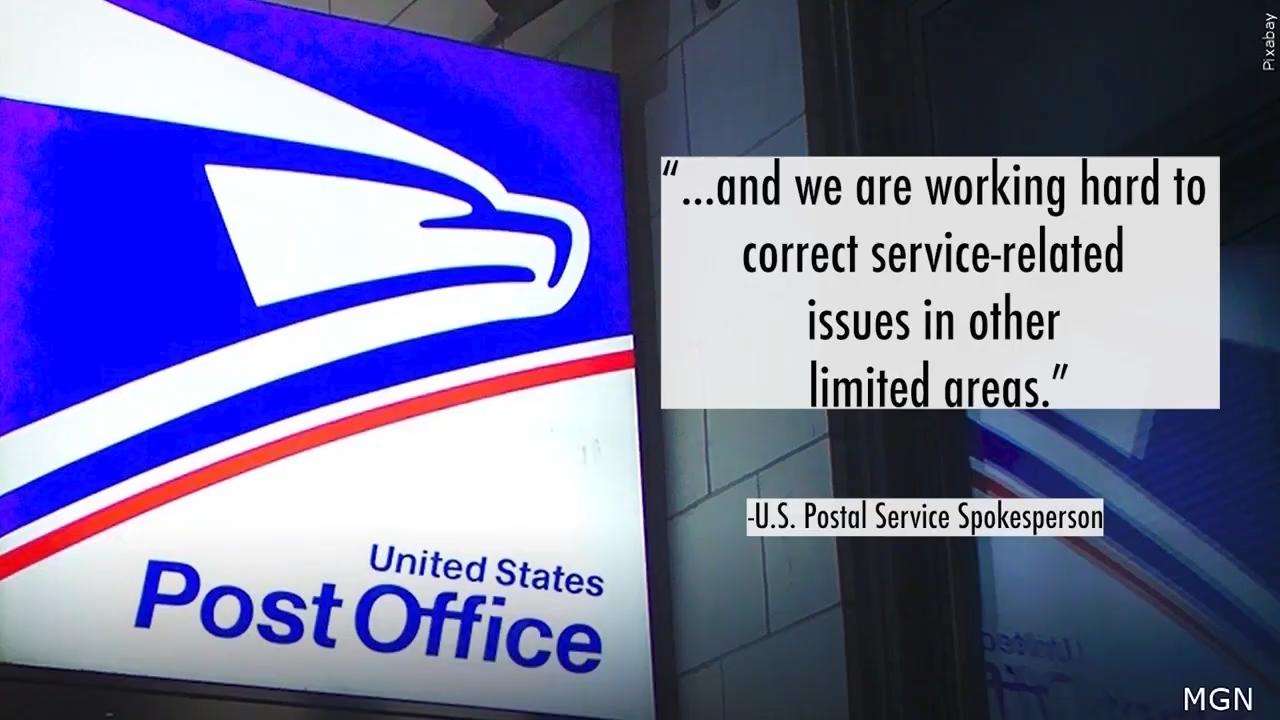 Pixabay
“...and we are working hard to
correct service-related
issues in other
limited areas.”
-U.S. Postal Service Spokesperson
United States
Post Office
United
MGN